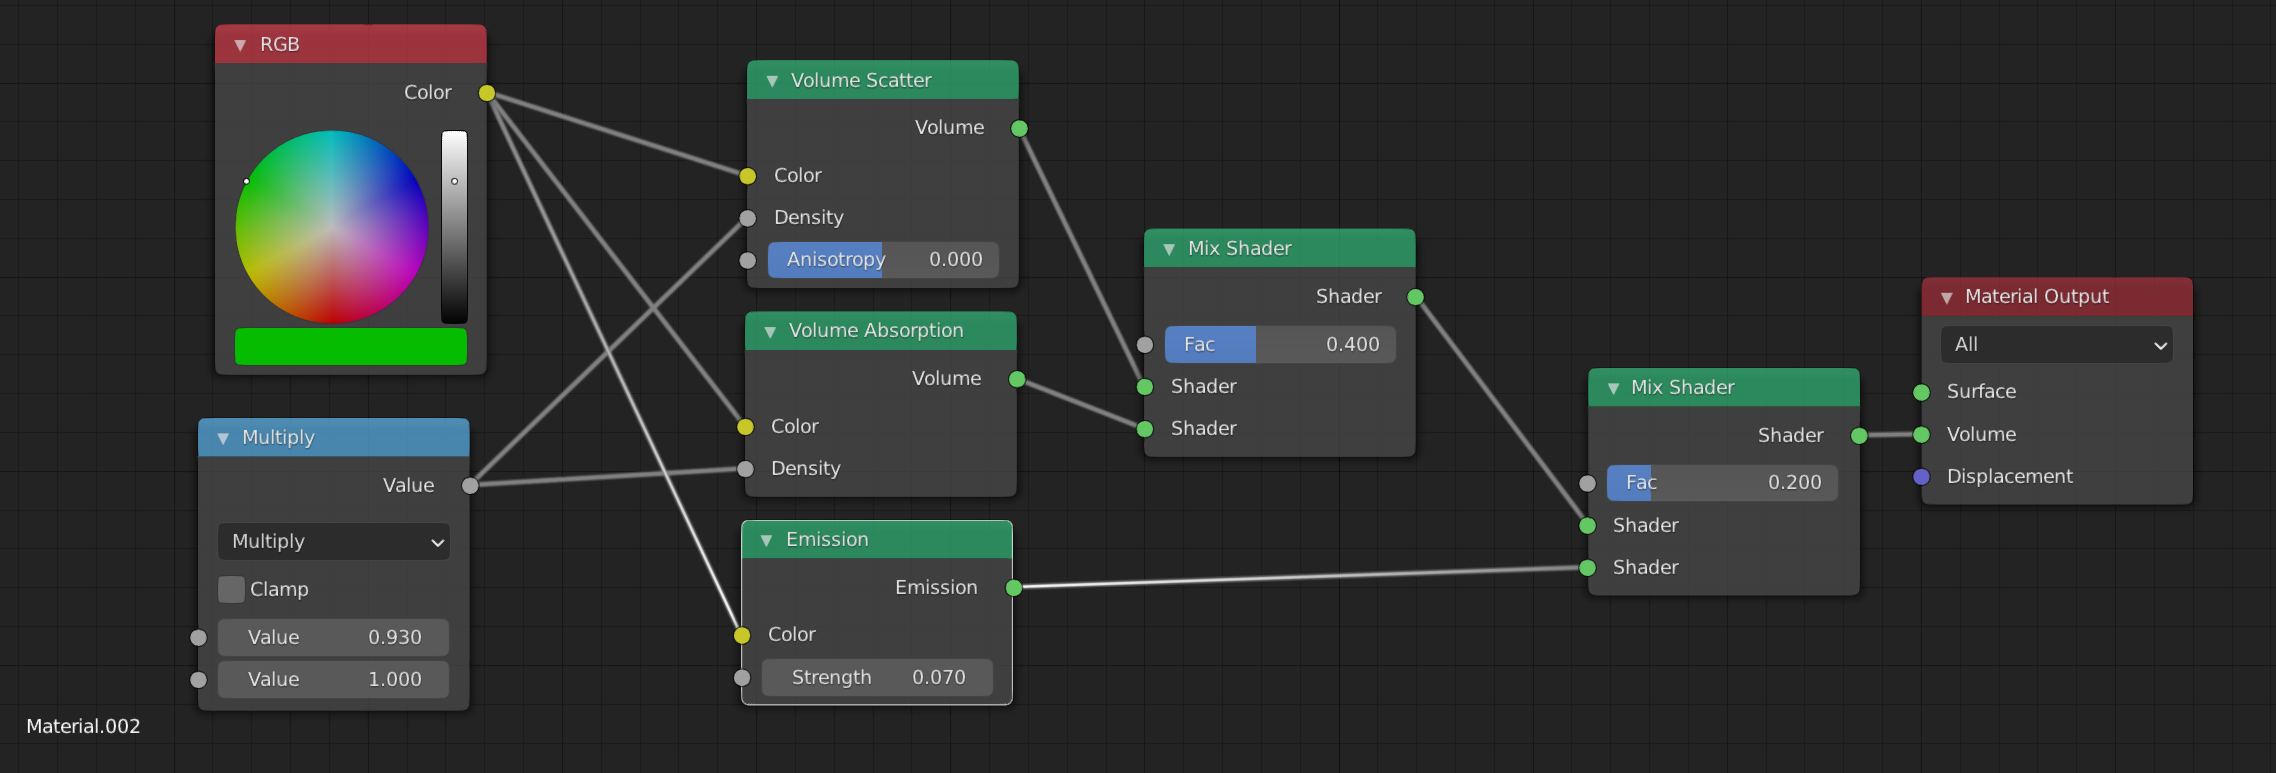 RGB
Color
Multiply
Value
Multiply
Clamp
Value 0.930
Value 1.000
Volume Scatter
Volume
Color
Density
Anisotropy 0.000
Volume Absorption
Volume
Color
Density
Emission
Emission
Color
Strength 0.070
Mix Shader
Shader
Fac 0.400
Shader
Shader
Mix Shader
Shader
Fac 0.200
Shader
Shader
Material Output
All
Surface
Volume
Displacement
Material.002